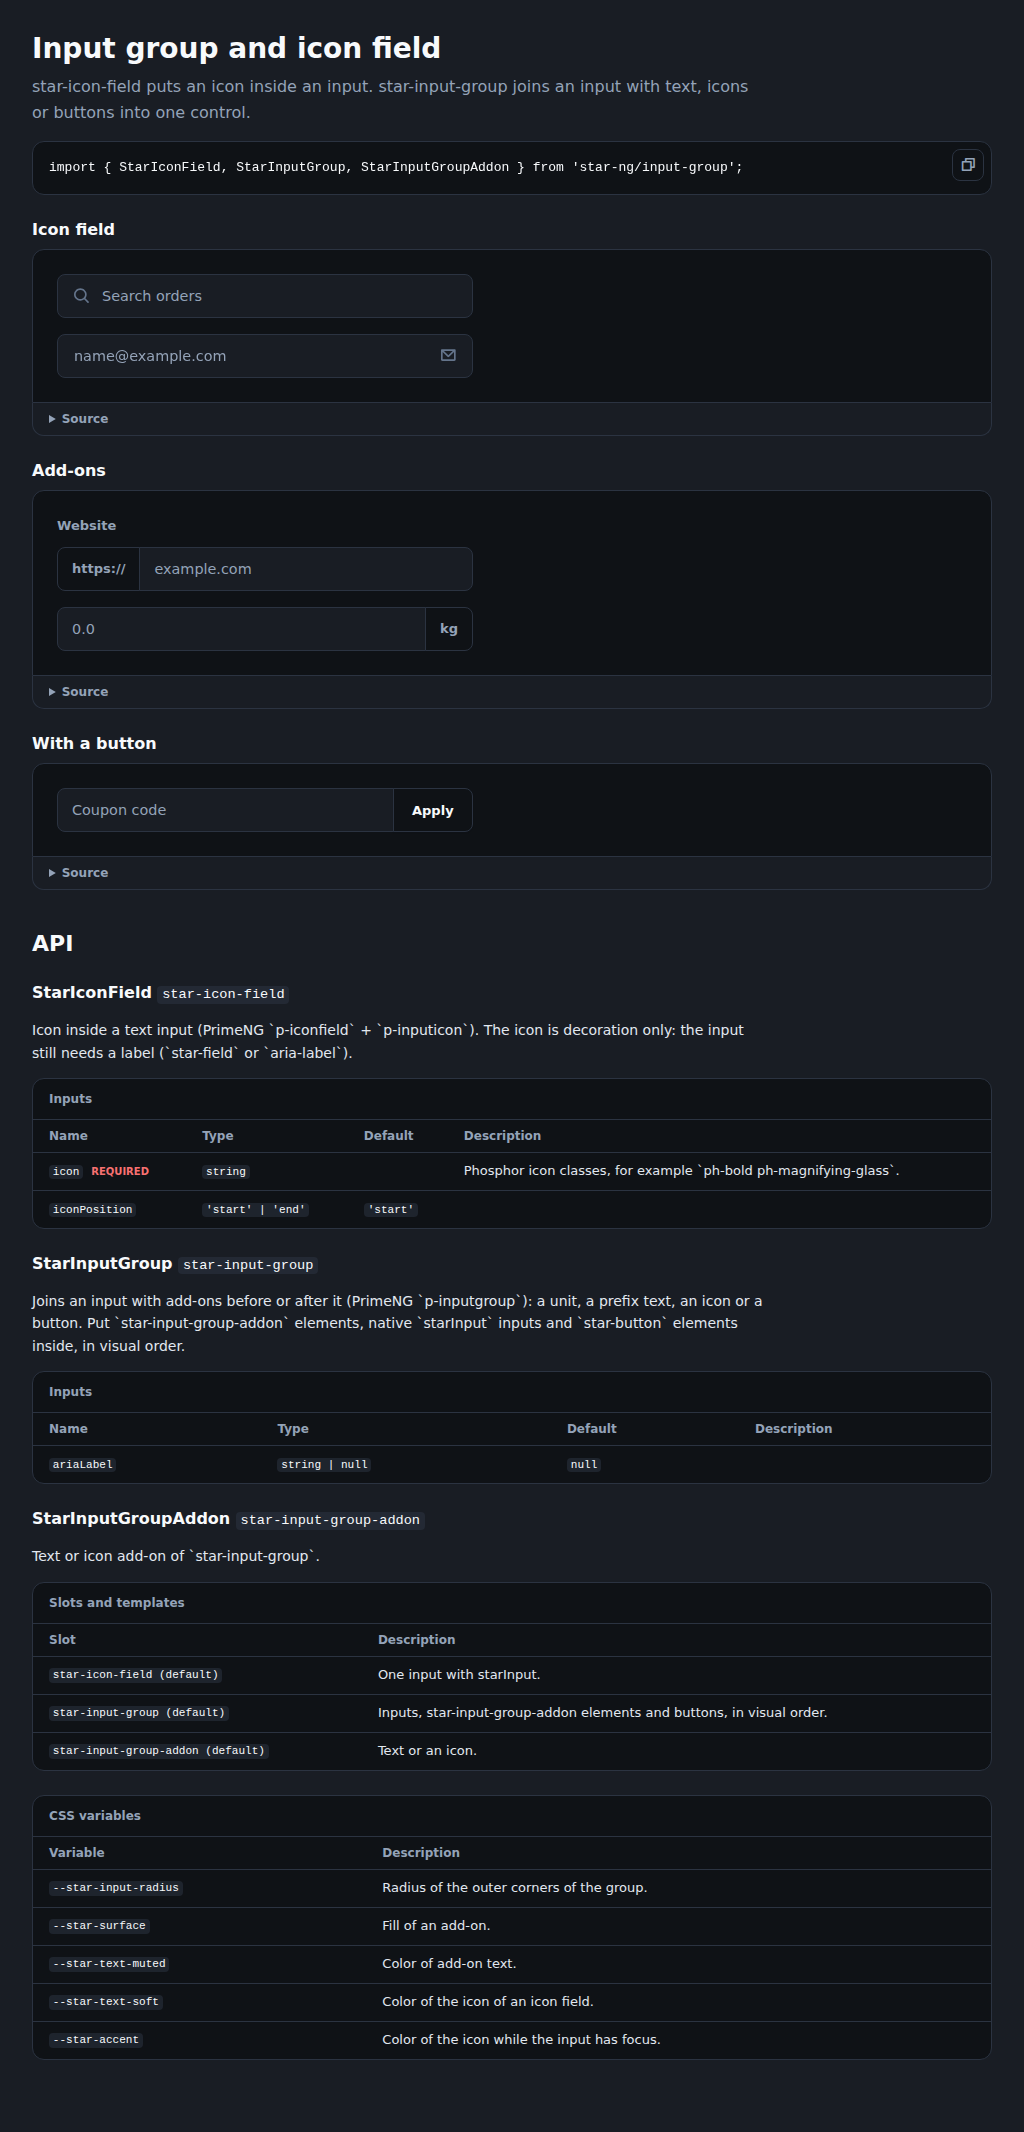 Input group and icon field
star-icon-field puts an icon inside an input. star-input-group joins an input with text, icons
or buttons into one control.
import { StarIconField, StarInputGroup, StarInputGroupAddon } from 'star-ng/input-group';
Icon field
Search orders
name@example.com
Source
Add-ons
Website
https:// example.com
0.0 kg
Source
With a button
Coupon code Apply
Source
API
StarIconField star-icon-field
Icon inside a text input (PrimeNG `p-iconfield` + `p-inputicon`). The icon is decoration only: the input
still needs a label (`star-field` or `aria-label`).
Inputs
Name Type Default Description
icon REQUIRED string Phosphor icon classes, for example `ph-bold ph-magnifying-glass`.
iconPosition 'start' | 'end' 'start'
StarInputGroup star-input-group
Joins an input with add-ons before or after it (PrimeNG `p-inputgroup`): a unit, a prefix text, an icon or a
button. Put `star-input-group-addon` elements, native `starInput` inputs and `star-button` elements
inside, in visual order.
Inputs
Name Type Default Description
ariaLabel string | null null
StarInputGroupAddon star-input-group-addon
Text or icon add-on of `star-input-group`.
Slots and templates
Slot Description
star-icon-field (default) One input with starInput.
star-input-group (default) Inputs, star-input-group-addon elements and buttons, in visual order.
star-input-group-addon (default) Text or an icon.
CSS variables
Variable Description
--star-input-radius Radius of the outer corners of the group.
--star-surface Fill of an add-on.
--star-text-muted Color of add-on text.
--star-text-soft Color of the icon of an icon field.
--star-accent Color of the icon while the input has focus.